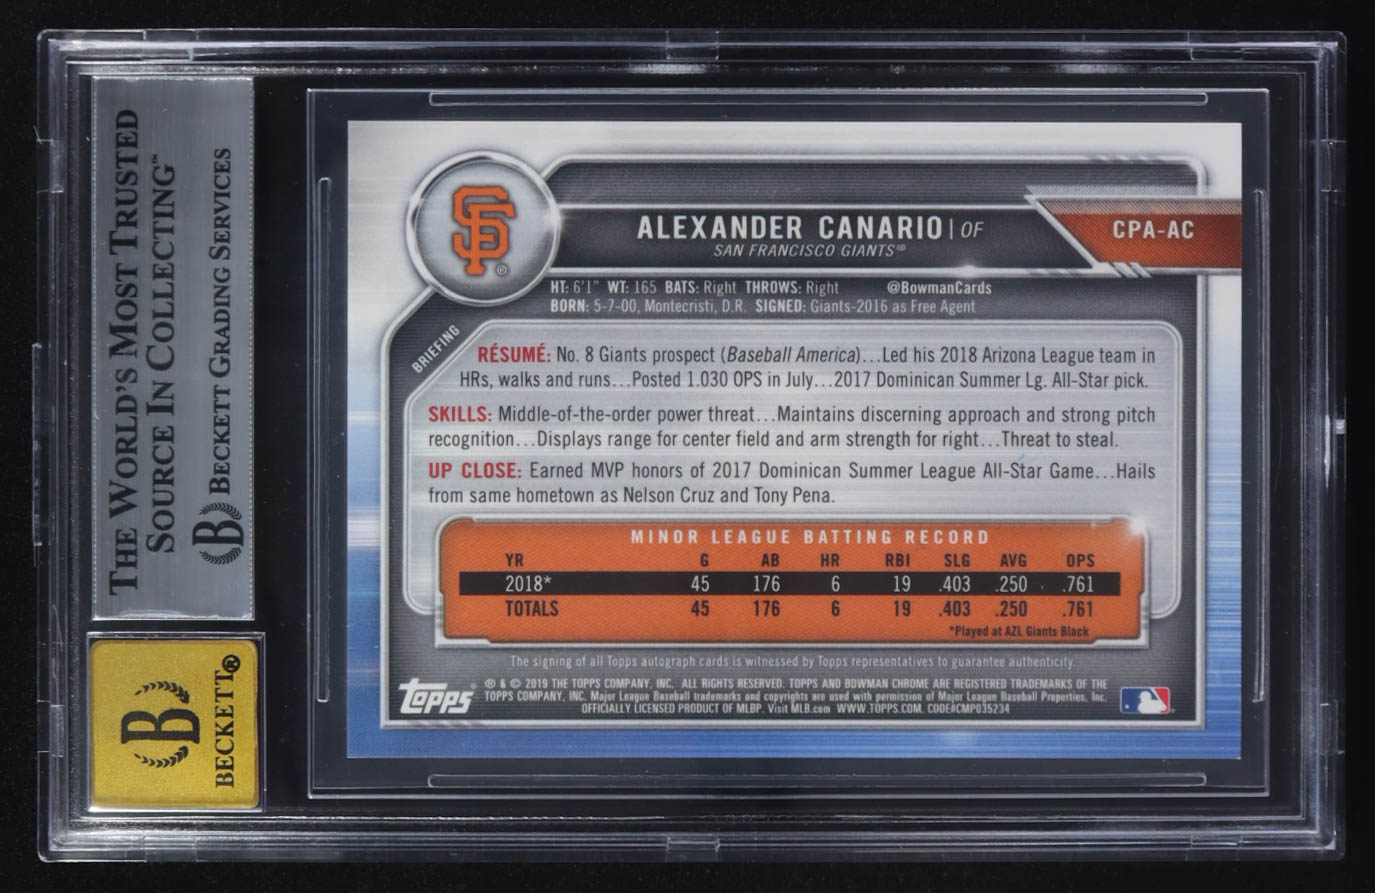 THE WORLD'S MOST TRUSTED
SOURCE IN COLLECTING™
B BECKETT GRADING SERVICES
B
BECKETT®
SF®
ALEXANDER CANARIO | OF
SAN FRANCISCO GIANTS®
CPA-AC
HT: 6'1" WT: 165 BATS: Right THROWS: Right @BowmanCards
BORN: 5-7-00, Montecristi, D.R. SIGNED: Giants-2016 as Free Agent
BRIEFING
RÉSUMÉ: No. 8 Giants prospect (Baseball America)...Led his 2018 Arizona League team in
HRs, walks and runs...Posted 1.030 OPS in July...2017 Dominican Summer Lg. All-Star pick.
SKILLS: Middle-of-the-order power threat...Maintains discerning approach and strong pitch
recognition...Displays range for center field and arm strength for right...Threat to steal.
UP CLOSE: Earned MVP honors of 2017 Dominican Summer League All-Star Game...Hails
from same hometown as Nelson Cruz and Tony Pena.
MINOR LEAGUE BATTING RECORD
YR G AB HR RBI SLG AVG OPS
2018* 45 176 6 19 .403 .250 .761
TOTALS 45 176 6 19 .403 .250 .761
*Played at AZL Giants Black
The signing of all Topps autograph cards is witnessed by Topps representatives to guarantee authenticity.
topps
® & © 2019 THE TOPPS COMPANY, INC. ALL RIGHTS RESERVED. TOPPS AND BOWMAN CHROME ARE REGISTERED TRADEMARKS OF THE
TOPPS COMPANY, INC. Major League Baseball trademarks and copyrights are used with permission of Major League Baseball Properties, Inc.
OFFICIALLY LICENSED PRODUCT OF MLBP. Visit MLB.com WWW.TOPPS.COM. CODE#CMP035234